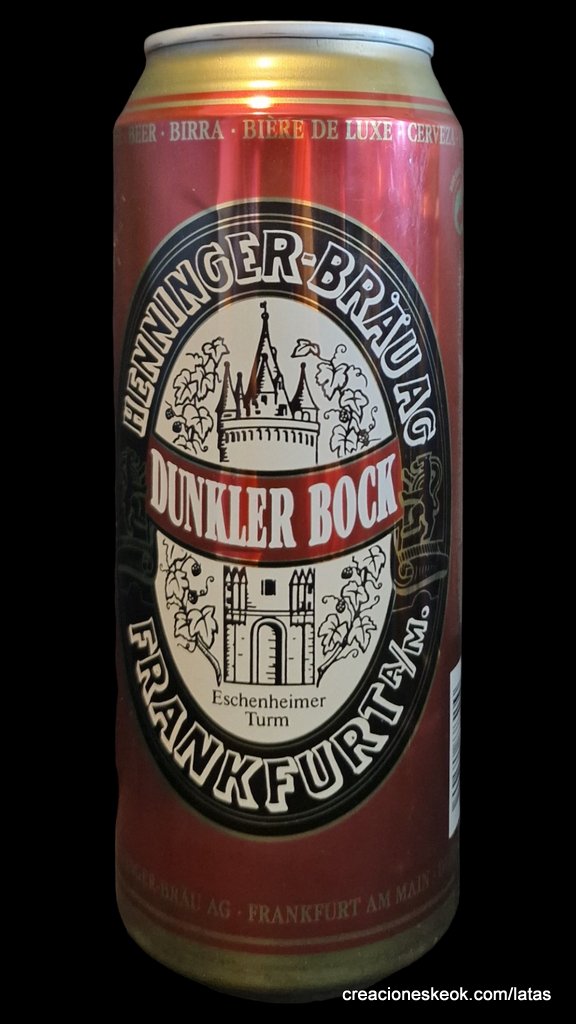 BEER · BIRRA · BIÈRE DE LUXE · CERVEZA
HENNINGER-BRÄU AG
DUNKLER BOCK
Eschenheimer
Turm
FRANKFURT A/M.
BRÄU AG · FRANKFURT AM MAIN ·
creacioneskeok.com/latas